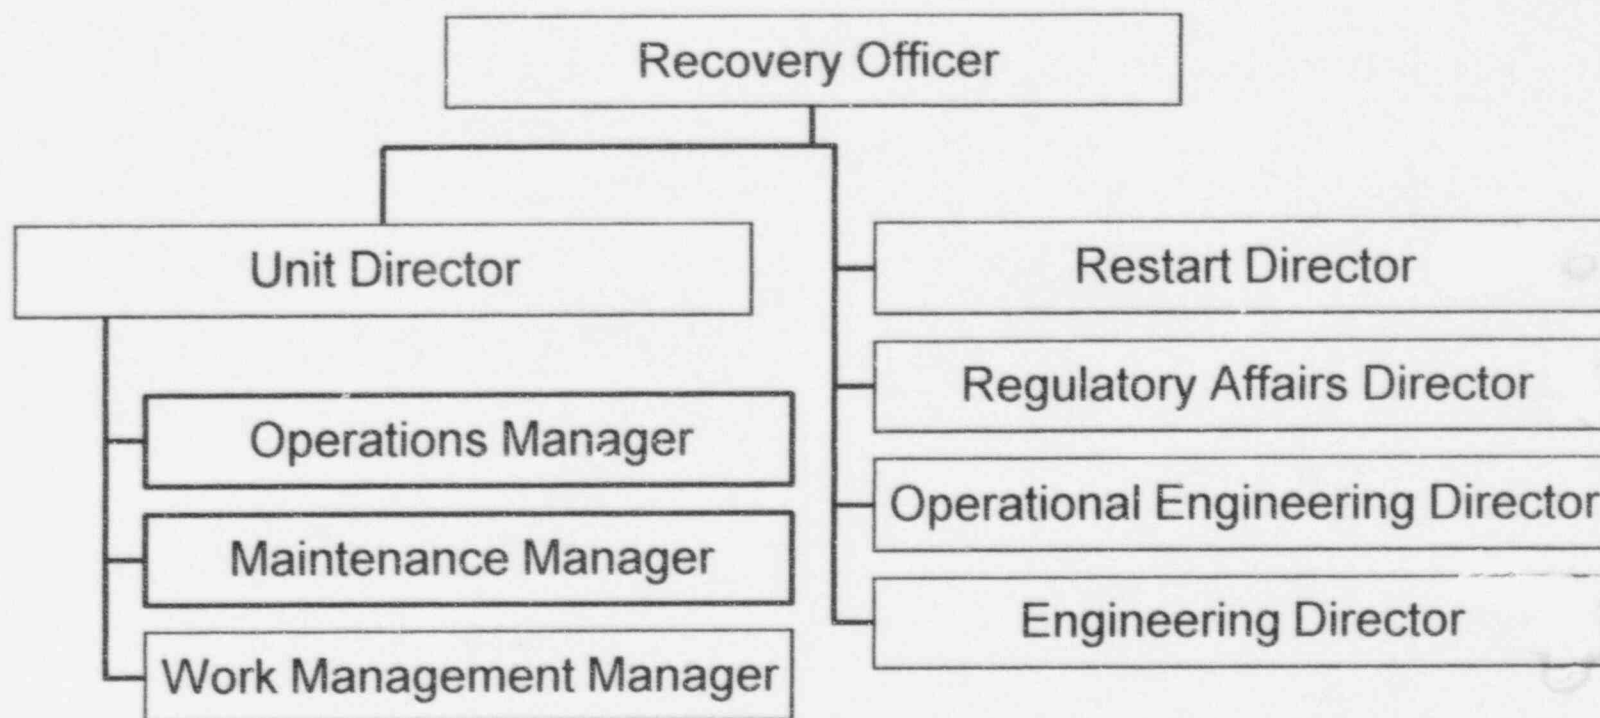 Recovery Officer
Unit Director
Operations Manager
Maintenance Manager
Work Management Manager
Restart Director
Regulatory Affairs Director
Operational Engineering Director
Engineering Director